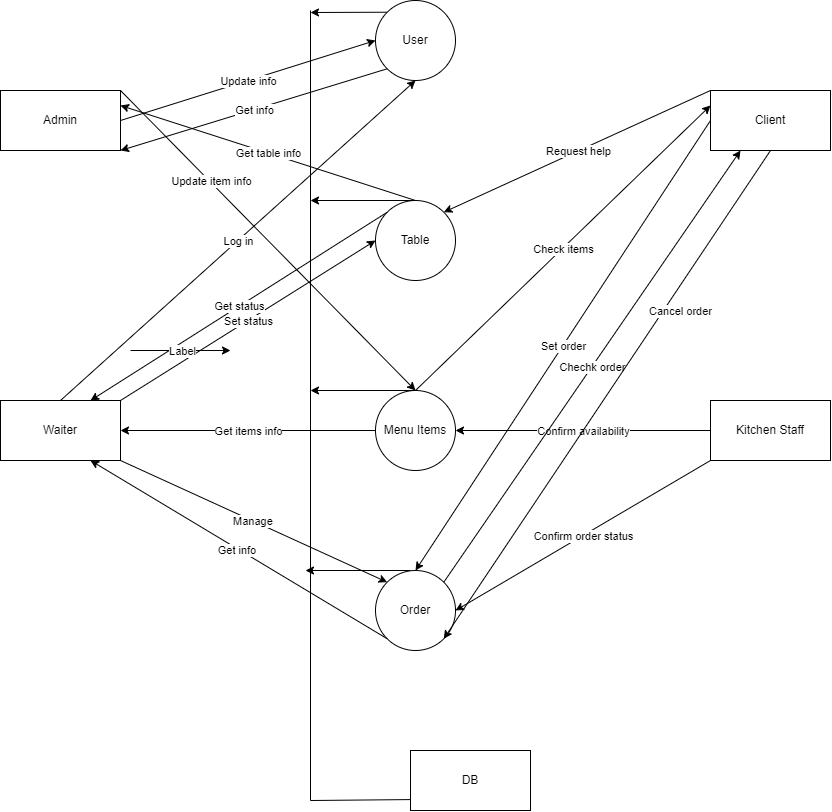 User
Update info
Get info
Admin
Client
Get table info
Request help
Update item info
Log in
Table
Check items
Get status
Set status
Cancel order
Label
Set order
Chechk order
Waiter
Get items info
Menu Items
Confirm availability
Kitchen Staff
Manage
Confirm order status
Get info
Order
DB